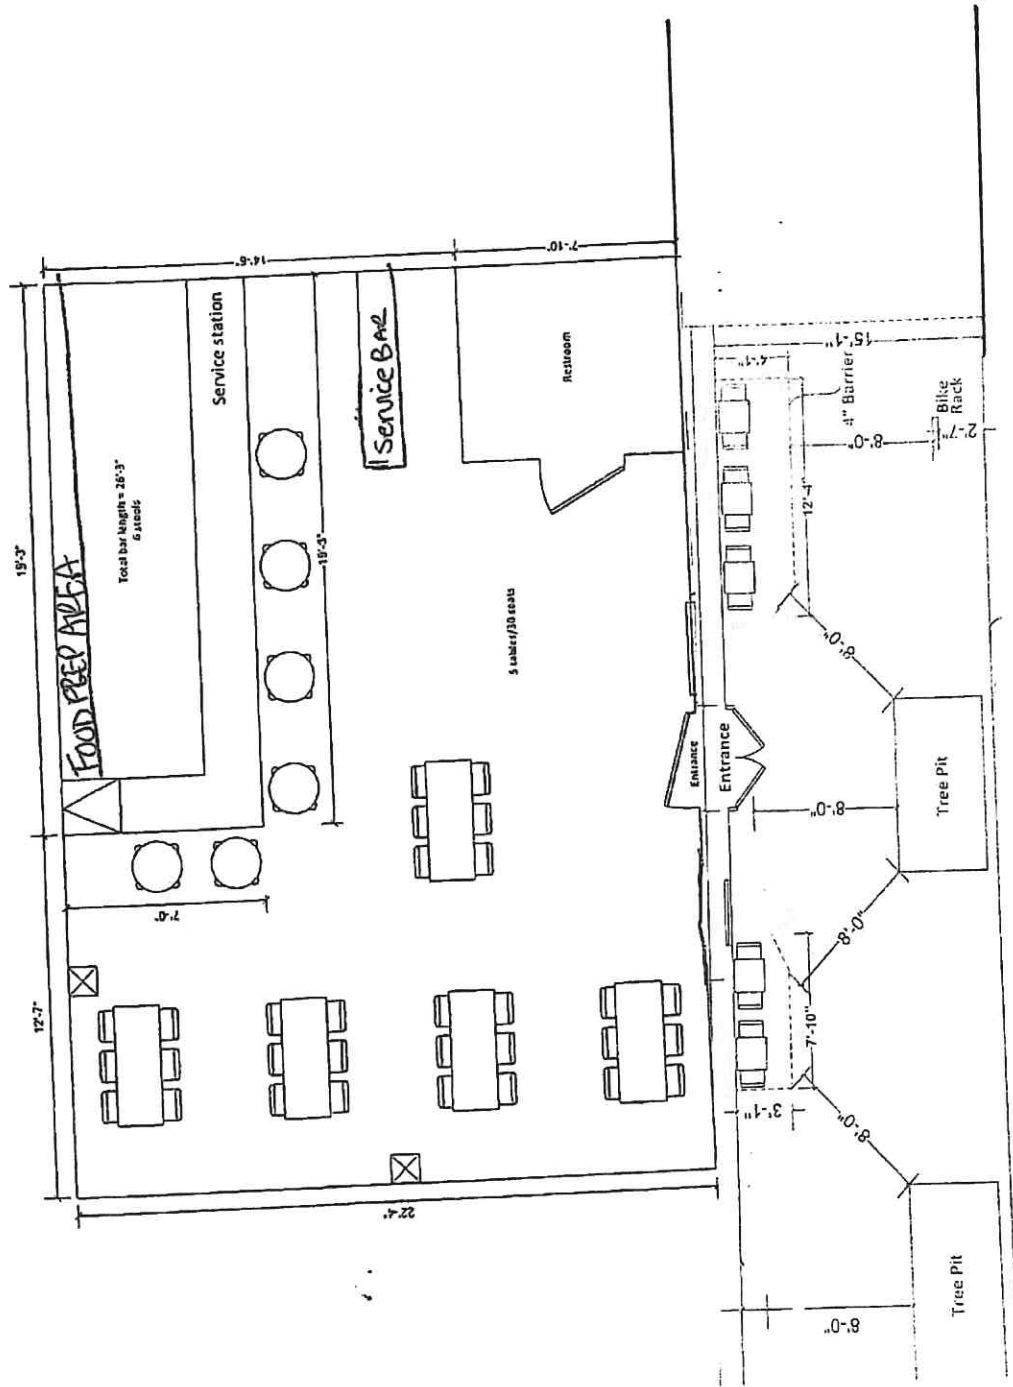 19'-3"
12'-7"
14'-6"
7'-10"
FOOD PREP AREA
Total bar length = 26'-3"
6 stools
Service station
Service BAR
Restroom
19'-3"
7'-0"
5 tables/30 seats
22'-4"
Entrance
Entrance
15'-1"
4'-1"
4" Barrier
8'-0"
Bike
Rack
2'-7"
12'-4"
8'-0"
8'-0"
Tree Pit
8'-0"
7'-10"
3'-1"
8'-0"
8'-0"
Tree Pit